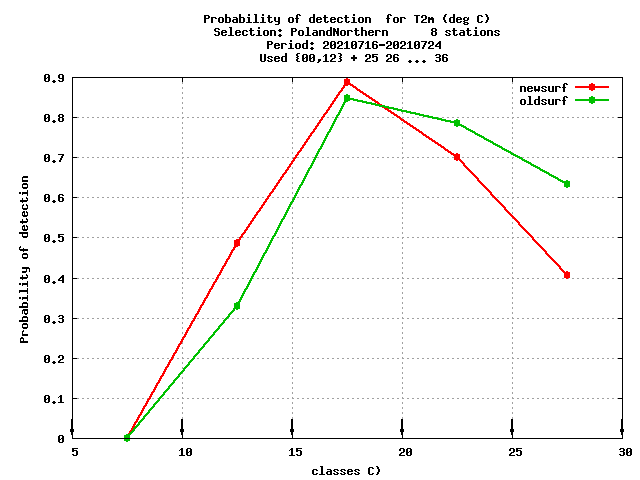 Probability of detection  for T2m (deg C)
Selection: PolandNorthern      8 stations
Period: 20210716-20210724
Used {00,12} + 25 26 ... 36
newsurf
oldsurf
Probability of detection
0.9
0.8
0.7
0.6
0.5
0.4
0.3
0.2
0.1
0
5 10 15 20 25 30
classes C)